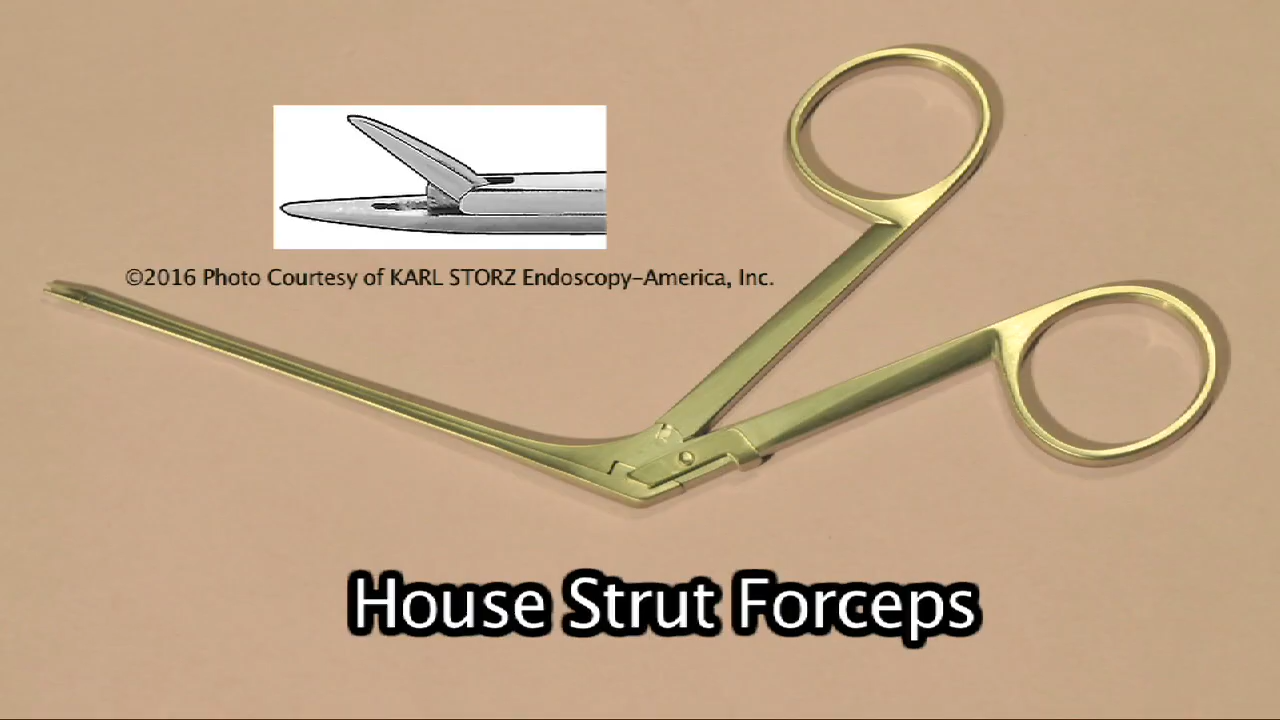 ©2016 Photo Courtesy of KARL STORZ Endoscopy-America, Inc.
House Strut Forceps